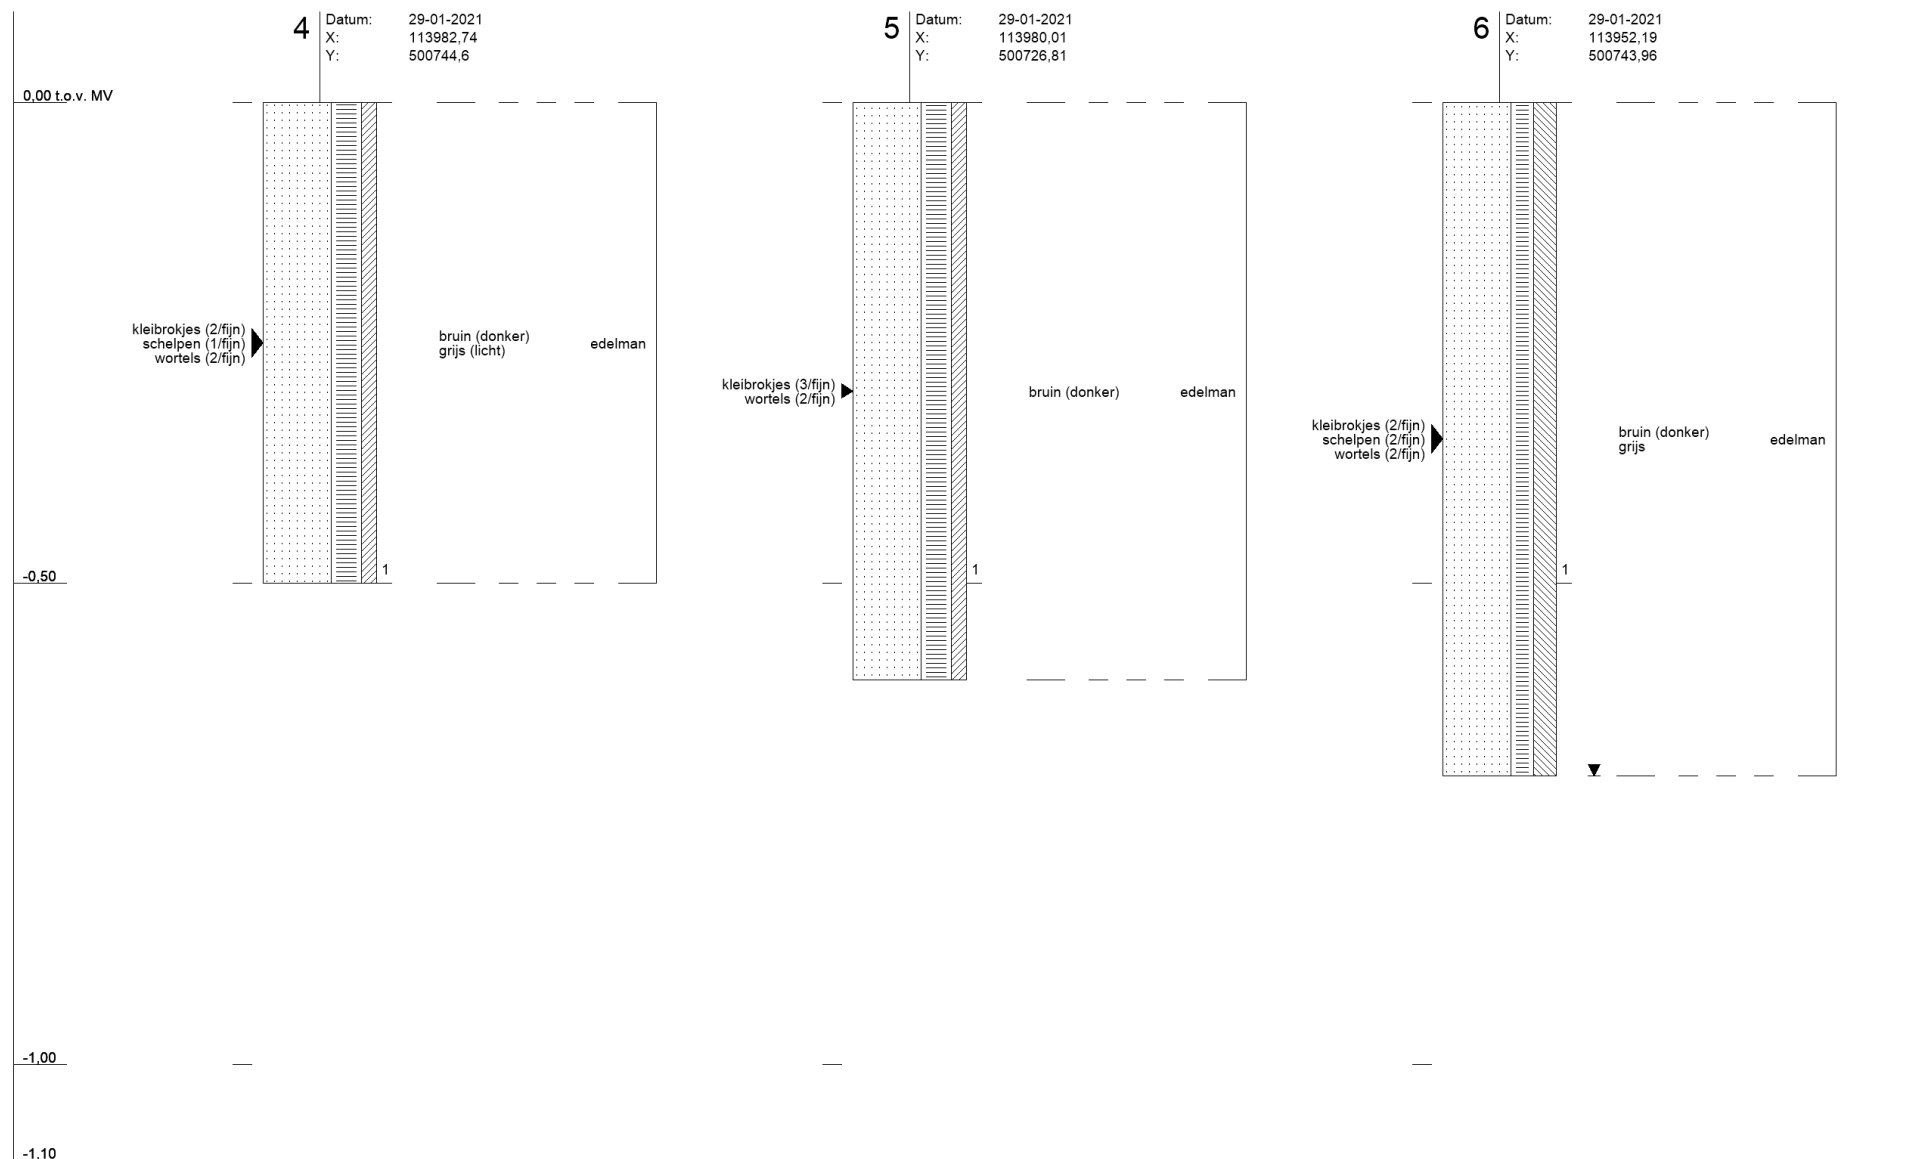 4
Datum: 29-01-2021
X: 113982,74
Y: 500744,6
5
Datum: 29-01-2021
X: 113980,01
Y: 500726,81
6
Datum: 29-01-2021
X: 113952,19
Y: 500743,96
0,00 t.o.v. MV
kleibrokjes (2/fijn)
schelpen (1/fijn)
wortels (2/fijn)
bruin (donker)
grijs (licht)
edelman
1
kleibrokjes (3/fijn)
wortels (2/fijn)
bruin (donker)
edelman
1
kleibrokjes (2/fijn)
schelpen (2/fijn)
wortels (2/fijn)
bruin (donker)
grijs
edelman
1
-0,50
-1,00
-1,10